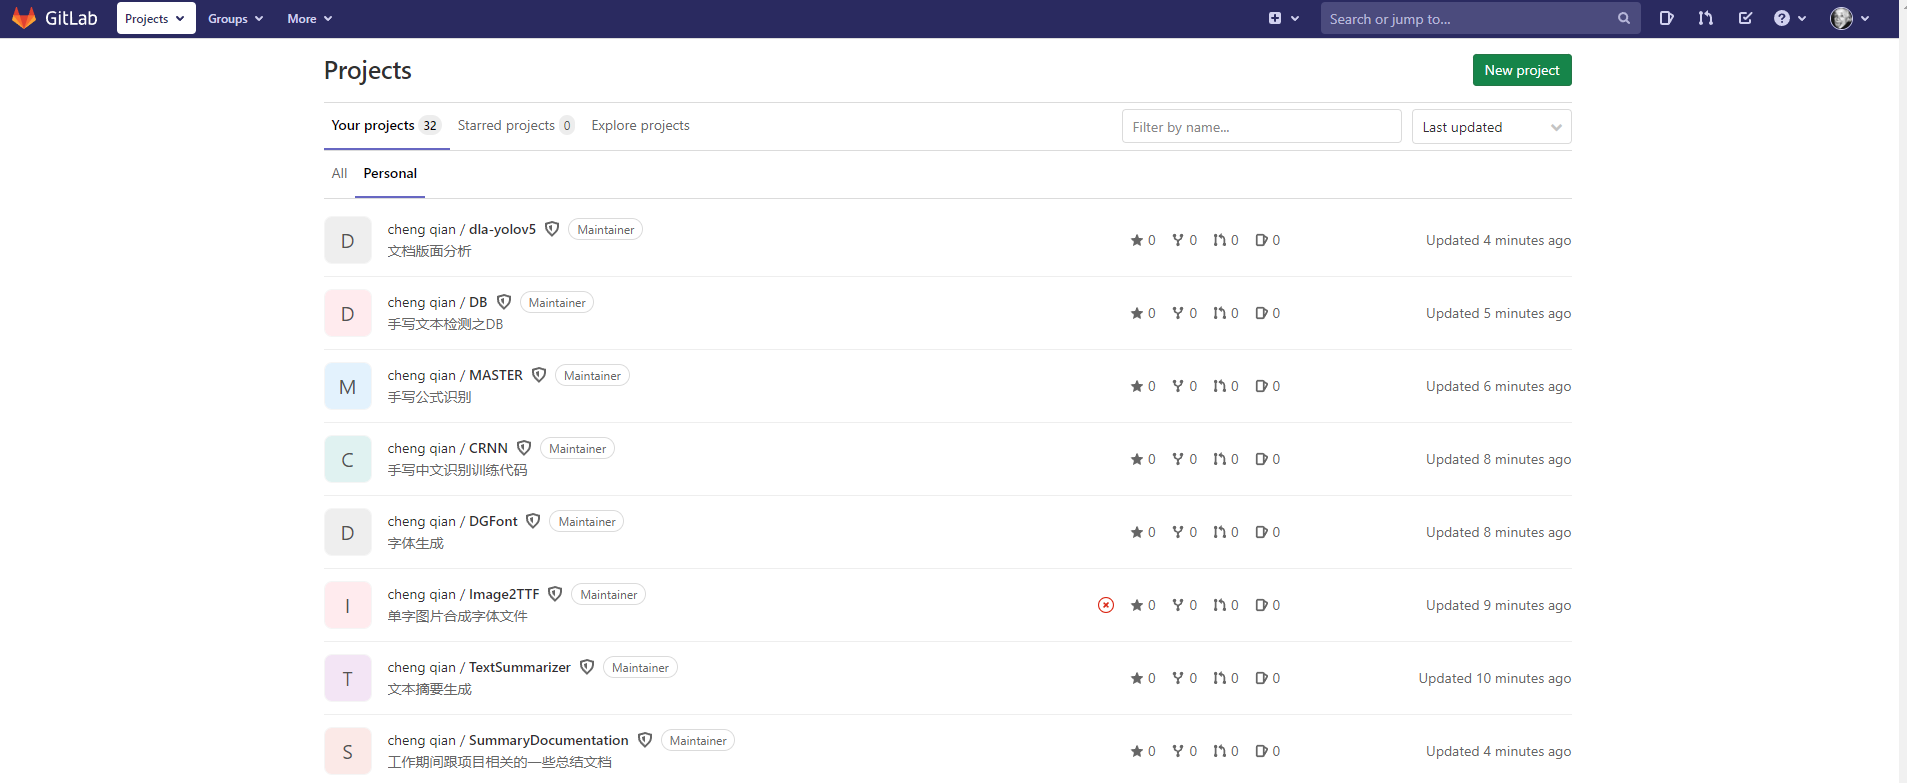 GitLab Projects Groups More Search or jump to...
Projects New project
Your projects 32 Starred projects 0 Explore projects Filter by name... Last updated
All Personal
D cheng qian / dla-yolov5 Maintainer 0 0 0 0 Updated 4 minutes ago
文档版面分析
D cheng qian / DB Maintainer 0 0 0 0 Updated 5 minutes ago
手写文本检测之DB
M cheng qian / MASTER Maintainer 0 0 0 0 Updated 6 minutes ago
手写公式识别
C cheng qian / CRNN Maintainer 0 0 0 0 Updated 8 minutes ago
手写中文识别训练代码
D cheng qian / DGFont Maintainer 0 0 0 0 Updated 8 minutes ago
字体生成
I cheng qian / Image2TTF Maintainer 0 0 0 0 Updated 9 minutes ago
单字图片合成字体文件
T cheng qian / TextSummarizer Maintainer 0 0 0 0 Updated 10 minutes ago
文本摘要生成
S cheng qian / SummaryDocumentation Maintainer 0 0 0 0 Updated 4 minutes ago
工作期间跟项目相关的一些总结文档